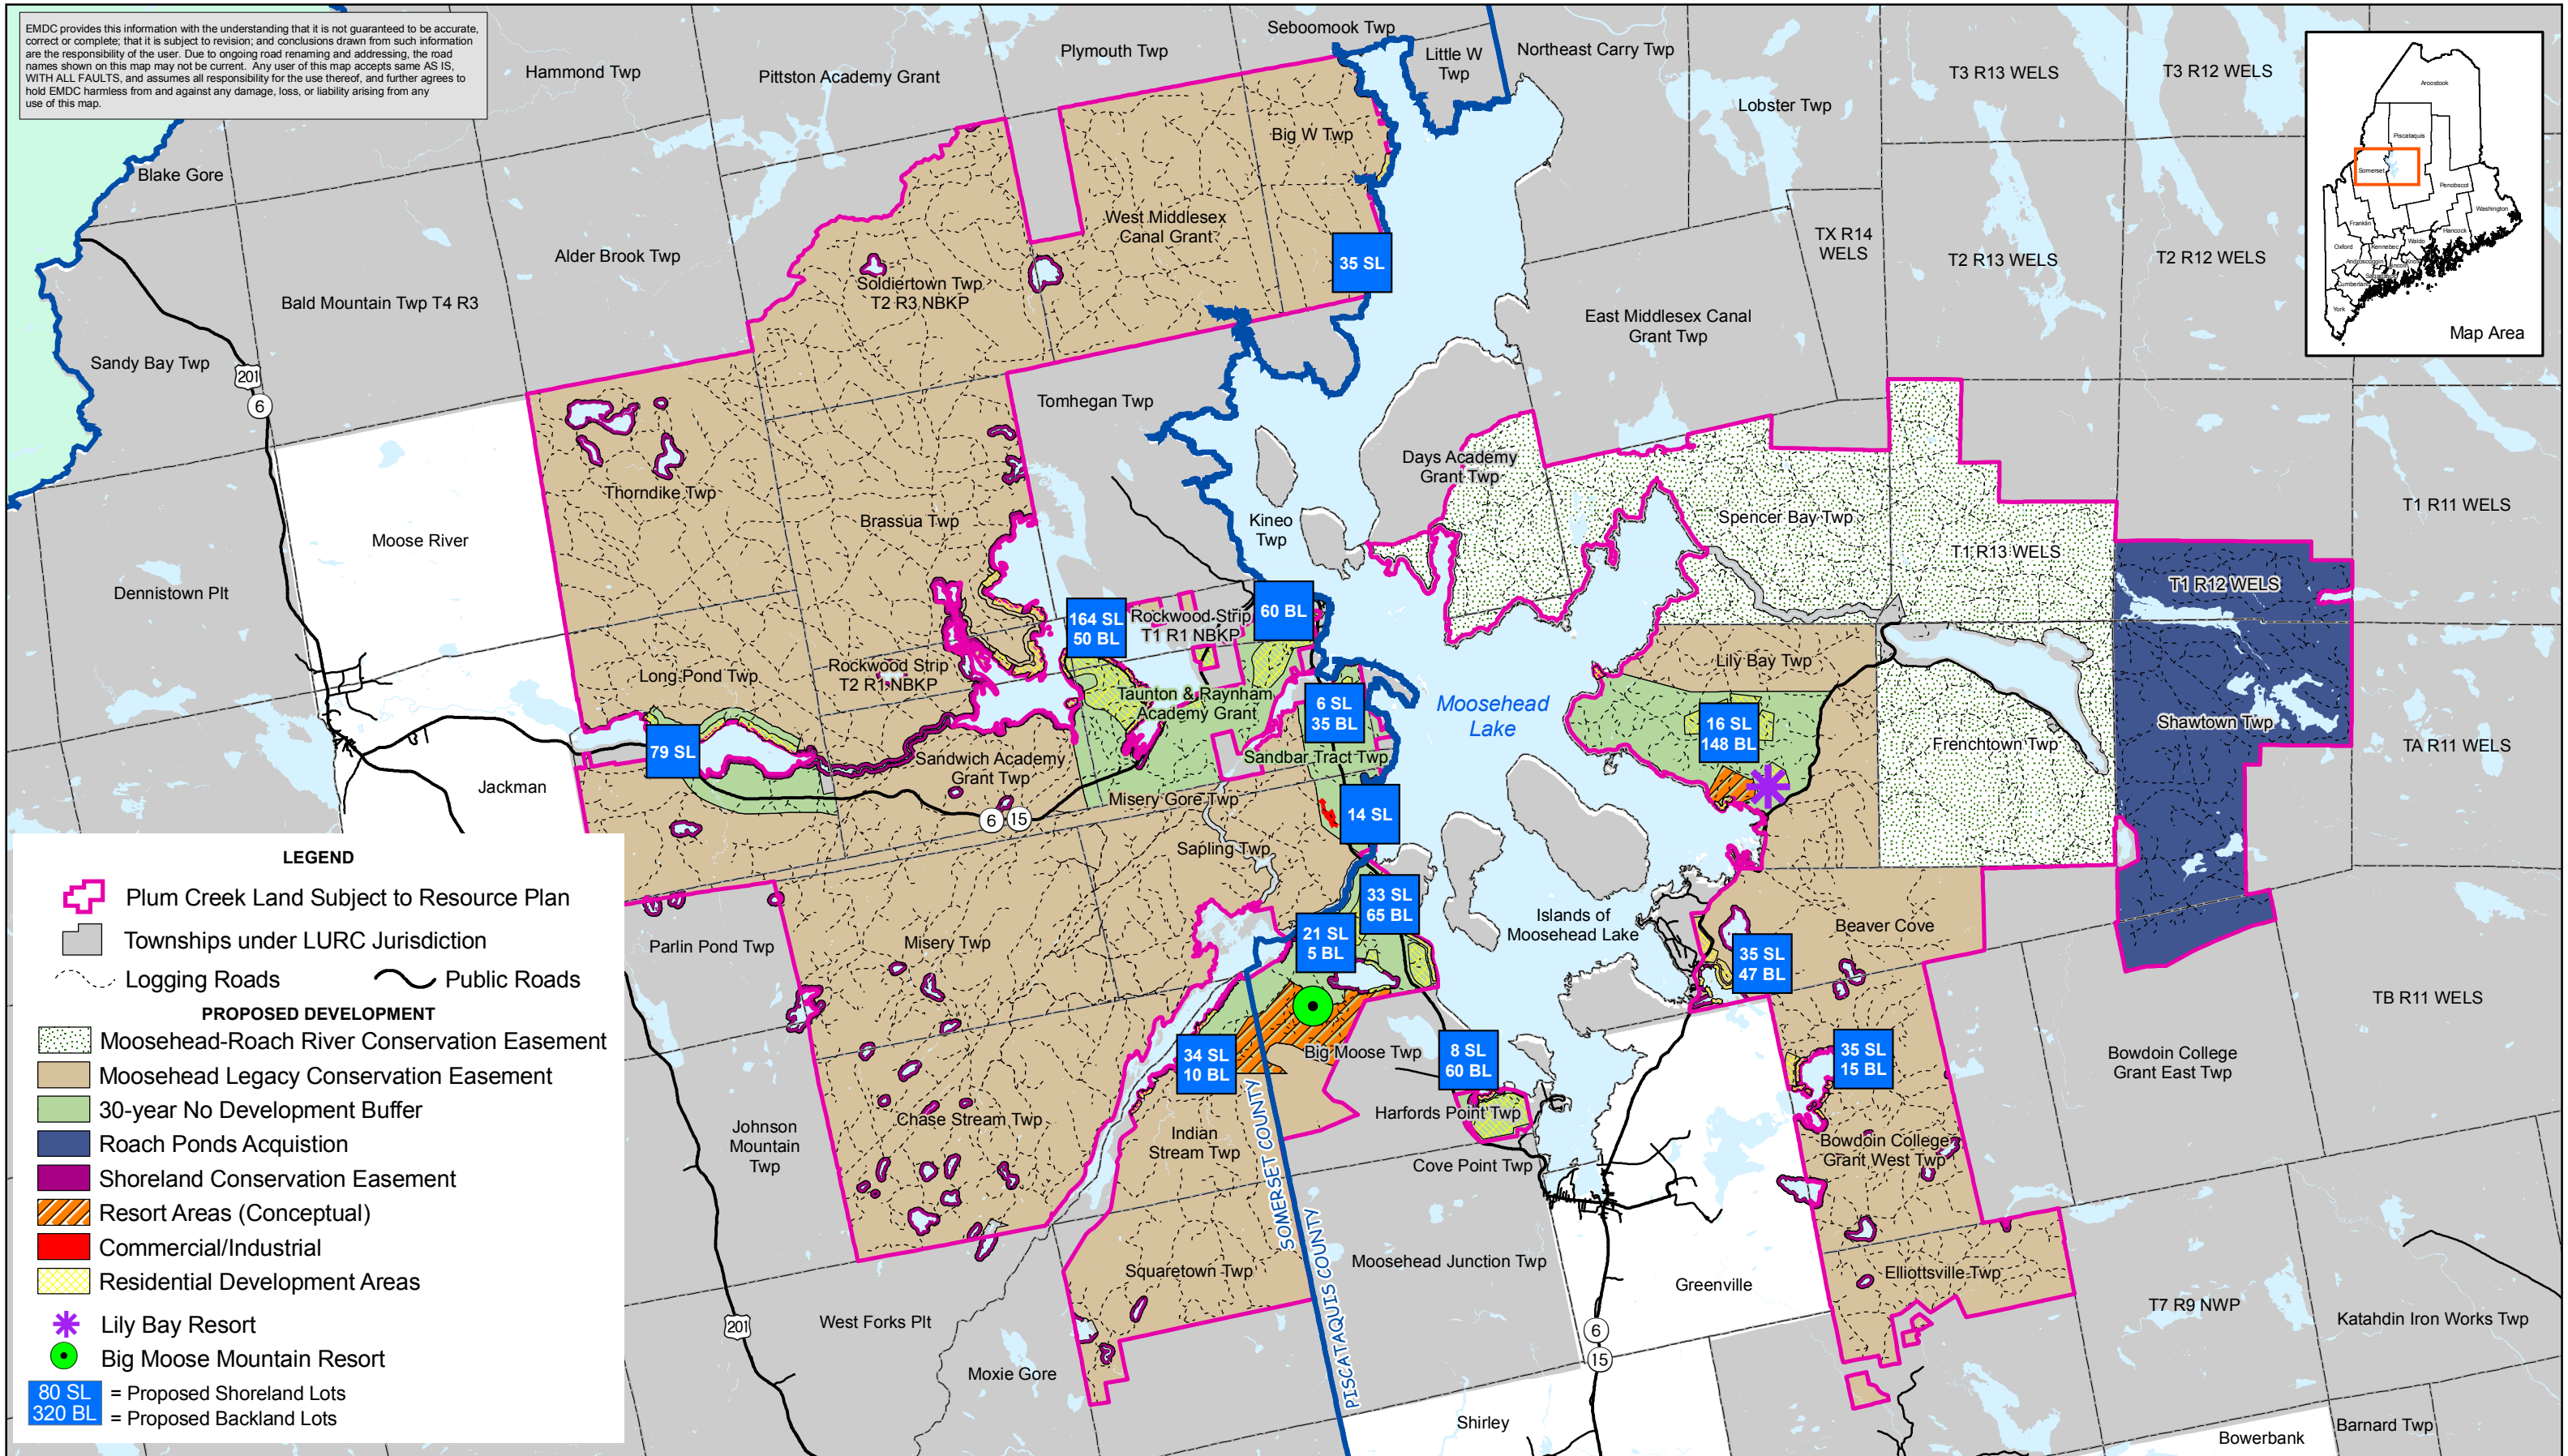 EMDC provides this information with the understanding that it is not guaranteed to be accurate,
correct or complete; that it is subject to revision; and conclusions drawn from such information
are the responsibility of the user. Due to ongoing road renaming and addressing, the road
names shown on this map may not be current. Any user of this map accepts same AS IS,
WITH ALL FAULTS, and assumes all responsibility for the use thereof, and further agrees to
hold EMDC harmless from and against any damage, loss, or liability arising from any
use of this map.
Hammond Twp
Pittston Academy Grant
Plymouth Twp
Seboomook Twp
Little W
Twp
Northeast Carry Twp
Lobster Twp
T3 R13 WELS
T3 R12 WELS
Aroostook
Piscataquis
Somerset
Penobscot
Washington
Franklin
Hancock
Oxford
Kennebec
Waldo
Androscoggin
Cumberland
York
Map Area
Blake Gore
Big W Twp
Alder Brook Twp
West Middlesex
Canal Grant
TX R14
WELS
T2 R13 WELS
T2 R12 WELS
35 SL
Soldiertown Twp
T2 R3 NBKP
Bald Mountain Twp T4 R3
East Middlesex Canal
Grant Twp
Sandy Bay Twp
201
6
Tomhegan Twp
Days Academy
Grant Twp
Thorndike Twp
Brassua Twp
Kineo
Twp
Spencer Bay Twp
T1 R11 WELS
Moose River
T1 R13 WELS
T1 R12 WELS
Dennistown Plt
164 SL
50 BL
Rockwood Strip
T1 R1 NBKP
60 BL
Long Pond Twp
Rockwood Strip
T2 R1 NBKP
Lily Bay Twp
Taunton & Raynham
Academy Grant
6 SL
35 BL
Moosehead
Lake
16 SL
148 BL
Shawtown Twp
Frenchtown Twp
TA R11 WELS
79 SL
Sandwich Academy
Grant Twp
Sandbar Tract Twp
Jackman
Misery Gore Twp
6
15
14 SL
Sapling Twp
33 SL
65 BL
Islands of
Moosehead Lake
Beaver Cove
Parlin Pond Twp
Misery Twp
21 SL
5 BL
35 SL
47 BL
TB R11 WELS
34 SL
10 BL
Big Moose Twp
8 SL
60 BL
35 SL
15 BL
Bowdoin College
Grant East Twp
Chase Stream Twp
Harfords Point Twp
Johnson
Mountain
Twp
Indian
Stream Twp
Bowdoin College
Grant West Twp
Cove Point Twp
SOMERSET COUNTY
PISCATAQUIS COUNTY
Squaretown Twp
Moosehead Junction Twp
Greenville
Elliottsville Twp
T7 R9 NWP
Katahdin Iron Works Twp
201
West Forks Plt
6
15
Moxie Gore
Shirley
Barnard Twp
Bowerbank
LEGEND
Plum Creek Land Subject to Resource Plan
Townships under LURC Jurisdiction
Logging Roads
Public Roads
PROPOSED DEVELOPMENT
Moosehead-Roach River Conservation Easement
Moosehead Legacy Conservation Easement
30-year No Development Buffer
Roach Ponds Acquistion
Shoreland Conservation Easement
Resort Areas (Conceptual)
Commercial/Industrial
Residential Development Areas
Lily Bay Resort
Big Moose Mountain Resort
80 SL = Proposed Shoreland Lots
320 BL = Proposed Backland Lots